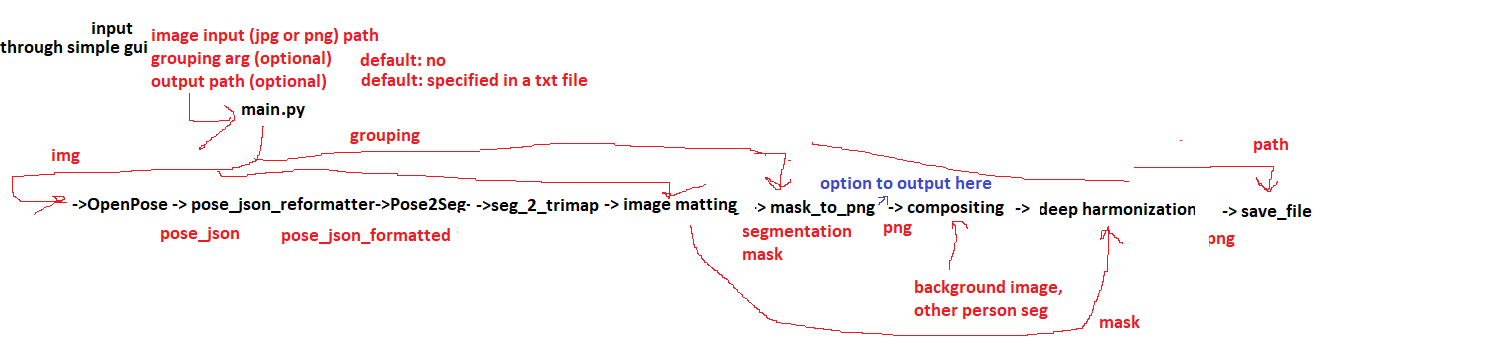 input
through simple gui
image input (jpg or png) path
grouping arg (optional)
default: no
output path (optional)
default: specified in a txt file
main.py
grouping
img
path
option to output here
->OpenPose -> pose_json_reformatter->Pose2Seg- ->seg_2_trimap -> image matting -> mask_to_png -> compositing -> deep harmonization -> save_file
pose_json
pose_json_formatted
segmentation
mask
png
png
background image,
other person seg
mask